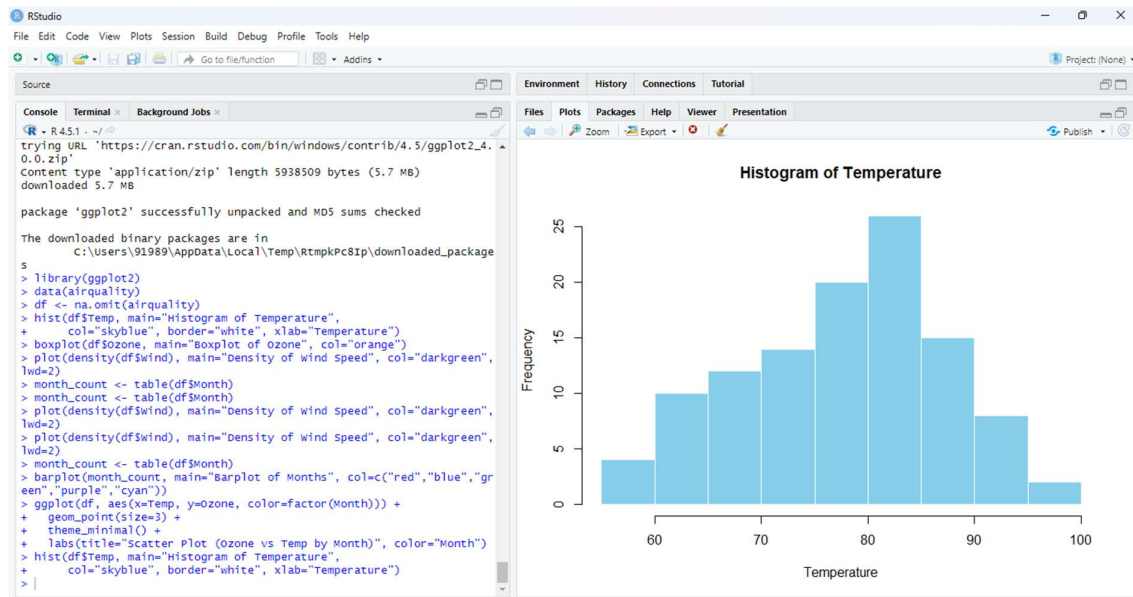 RStudio
File Edit Code View Plots Session Build Debug Profile Tools Help
Go to file/function Addins Project: (None)
Source
Console Terminal Background Jobs
R 4.5.1 · ~/
trying URL 'https://cran.rstudio.com/bin/windows/contrib/4.5/ggplot2_4.
0.0.zip'
Content type 'application/zip' length 5938509 bytes (5.7 MB)
downloaded 5.7 MB
package ‘ggplot2’ successfully unpacked and MD5 sums checked
The downloaded binary packages are in
C:\Users\91989\AppData\Local\Temp\RtmpkPc8Ip\downloaded_package
s
> library(ggplot2)
> data(airquality)
> df <- na.omit(airquality)
> hist(df$Temp, main="Histogram of Temperature",
+ col="skyblue", border="white", xlab="Temperature")
> boxplot(df$Ozone, main="Boxplot of Ozone", col="orange")
> plot(density(df$Wind), main="Density of Wind Speed", col="darkgreen",
lwd=2)
> month_count <- table(df$Month)
> month_count <- table(df$Month)
> plot(density(df$Wind), main="Density of Wind Speed", col="darkgreen",
lwd=2)
> plot(density(df$Wind), main="Density of Wind Speed", col="darkgreen",
lwd=2)
> month_count <- table(df$Month)
> barplot(month_count, main="Barplot of Months", col=c("red","blue","gr
een","purple","cyan"))
> ggplot(df, aes(x=Temp, y=Ozone, color=factor(Month))) +
+ geom_point(size=3) +
+ theme_minimal() +
+ labs(title="Scatter Plot (Ozone vs Temp by Month)", color="Month")
> hist(df$Temp, main="Histogram of Temperature",
+ col="skyblue", border="white", xlab="Temperature")
>
Environment History Connections Tutorial
Files Plots Packages Help Viewer Presentation
Zoom Export Publish
Histogram of Temperature
Frequency
25
20
15
10
5
0
60 70 80 90 100
Temperature